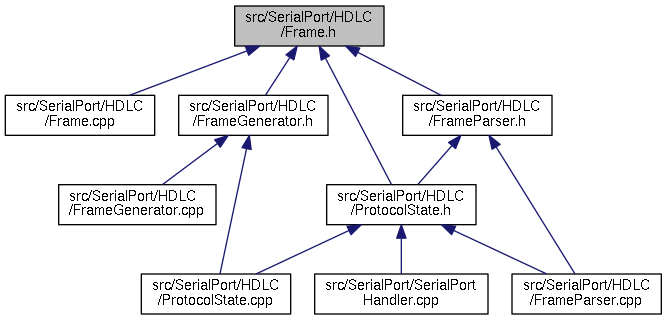 src/SerialPort/HDLC
/Frame.h
src/SerialPort/HDLC
/Frame.cpp
src/SerialPort/HDLC
/FrameGenerator.h
src/SerialPort/HDLC
/FrameParser.h
src/SerialPort/HDLC
/FrameGenerator.cpp
src/SerialPort/HDLC
/ProtocolState.h
src/SerialPort/HDLC
/ProtocolState.cpp
src/SerialPort/SerialPort
Handler.cpp
src/SerialPort/HDLC
/FrameParser.cpp